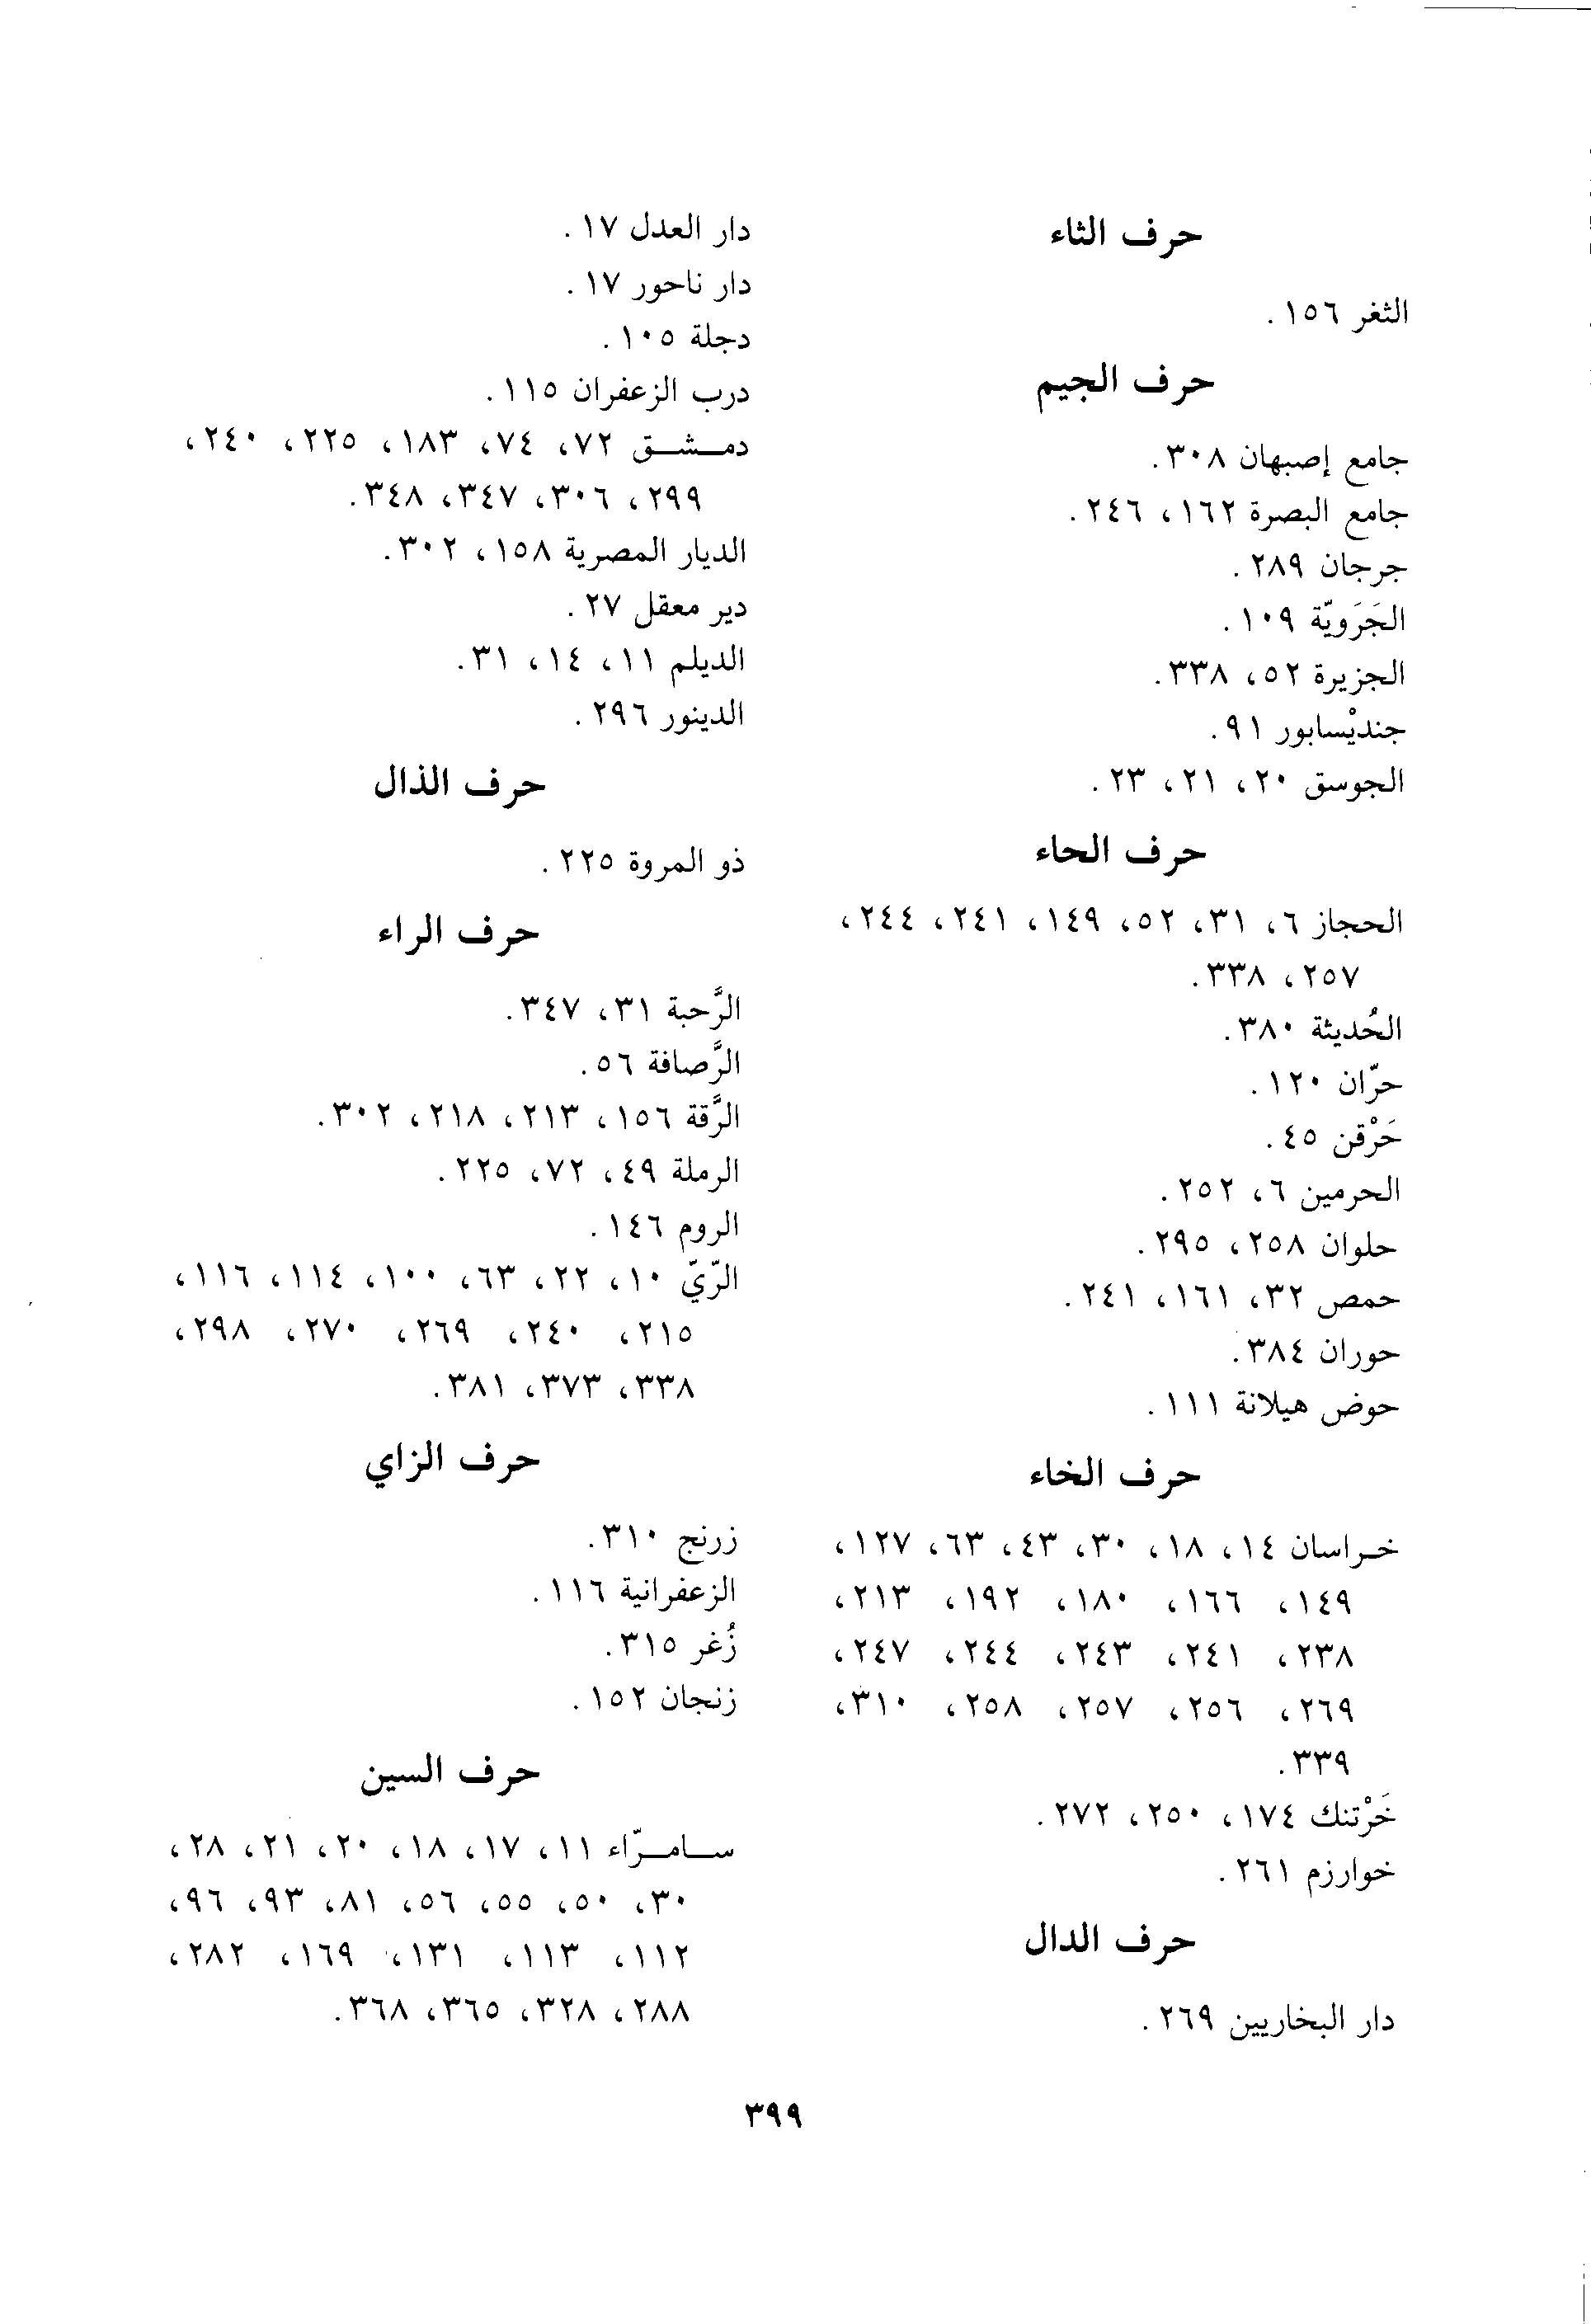 حرف الثاء
الثغر ١٥٦.
حرف الجيم
جامع إصبهان ٣٠٨.
جامع البصرة ١٦٢، ٢٤٦.
جرجان ٢٨٩.
الجَرَويّة ١٠٩.
الجزيرة ٥٢، ٣٣٨.
جنديْسابور ٩١.
الجوسق ٢٠، ٢١، ٢٣.
حرف الحاء
الحجاز ٦، ٣١، ٥٢، ١٤٩، ٢٤١، ٢٤٤،
٢٥٧، ٣٣٨.
الحُديثة ٣٨٠.
حرّان ١٢٠.
حَرْقن ٤٥.
الحرمين ٦، ٢٥٢.
حلوان ٢٥٨، ٢٩٥.
حمص ٣٢، ١٦١، ٢٤١.
حوران ٣٨٤.
حوض هيلانة ١١١.
حرف الخاء
خـراسان ١٤، ١٨، ٣٠، ٤٣، ٦٣، ١٢٧،
١٤٩، ١٦٦، ١٨٠، ١٩٢، ٢١٣،
٢٣٨، ٢٤١، ٢٤٣، ٢٤٤، ٢٤٧،
٢٦٩، ٢٥٦، ٢٥٧، ٢٥٨، ٣١٠،
٣٣٩.
خَرْتنك ١٧٤، ٢٥٠، ٢٧٢.
خوارزم ٢٦١.
حرف الدال
دار البخاريين ٢٦٩.
دار العدل ١٧.
دار ناحور ١٧.
دجلة ١٠٥.
درب الزعفران ١١٥.
دمــشــق ٧٢، ٧٤، ١٨٣، ٢٢٥، ٢٤٠،
٢٩٩، ٣٠٦، ٣٤٧، ٣٤٨.
الديار المصرية ١٥٨، ٣٠٢.
دير معقل ٢٧.
الديلم ١١، ١٤، ٣١.
الدينور ٢٩٦.
حرف الذال
ذو المروة ٢٢٥.
حرف الراء
الرَّحبة ٣١، ٣٤٧.
الرَّصافة ٥٦.
الرَّقة ١٥٦، ٢١٣، ٢١٨، ٣٠٢.
الرملة ٤٩، ٧٢، ٢٢٥.
الروم ١٤٦.
الرّيّ ١٠، ٢٢، ٦٣، ١٠٠، ١١٤، ١١٦،
٢١٥، ٢٤٠، ٢٦٩، ٢٧٠، ٢٩٨،
٣٣٨، ٣٧٣، ٣٨١.
حرف الزاي
زرنج ٣١٠.
الزعفرانية ١١٦.
زُغر ٣١٥.
زنجان ١٥٢.
حرف السين
ســامــرّاء ١١، ١٧، ١٨، ٢٠، ٢١، ٢٨،
٣٠، ٥٠، ٥٥، ٥٦، ٨١، ٩٣، ٩٦،
١١٢، ١١٣، ١٣١، ١٦٩، ٢٨٢،
٢٨٨، ٣٢٨، ٣٦٥، ٣٦٨.
٣٩٩